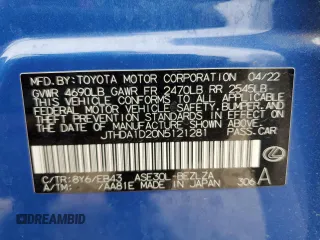 MFD.BY:TOYOTA MOTOR CORPORATION 04/22
GVWR 4690LB GAWR FR 2470LB RR 2545LB
THIS VEHICLE CONFORMS TO ALL APPLICABLE
FEDERAL MOTOR VEHICLE SAFETY,BUMPER,AND
THEFT PREVENTION STANDARDS IN EFFECT ON
THE DATE OF MANUFACTURE SHOWN ABOVE.
JTHDA1D20N5121281 PASS.CAR
C/TR:8Y6/EB43 ASE30L-BEZLZA
A/TM: /AA81E MADE IN JAPAN 306 A